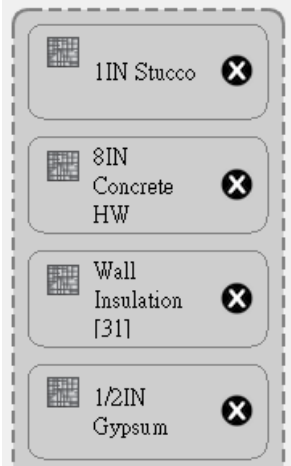 1IN Stucco
8IN
Concrete
HW
Wall
Insulation
[31]
1/2IN
Gypsum